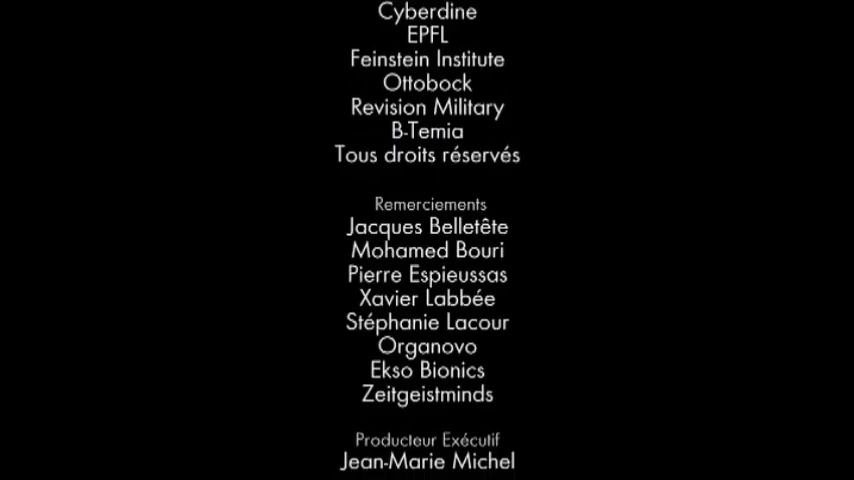 Cyberdine
EPFL
Feinstein Institute
Ottobock
Revision Military
B-Temia
Tous droits réservés
Remerciements
Jacques Belletête
Mohamed Bouri
Pierre Espieussas
Xavier Labbée
Stéphanie Lacour
Organovo
Ekso Bionics
Zeitgeistminds
Producteur Exécutif
Jean-Marie Michel